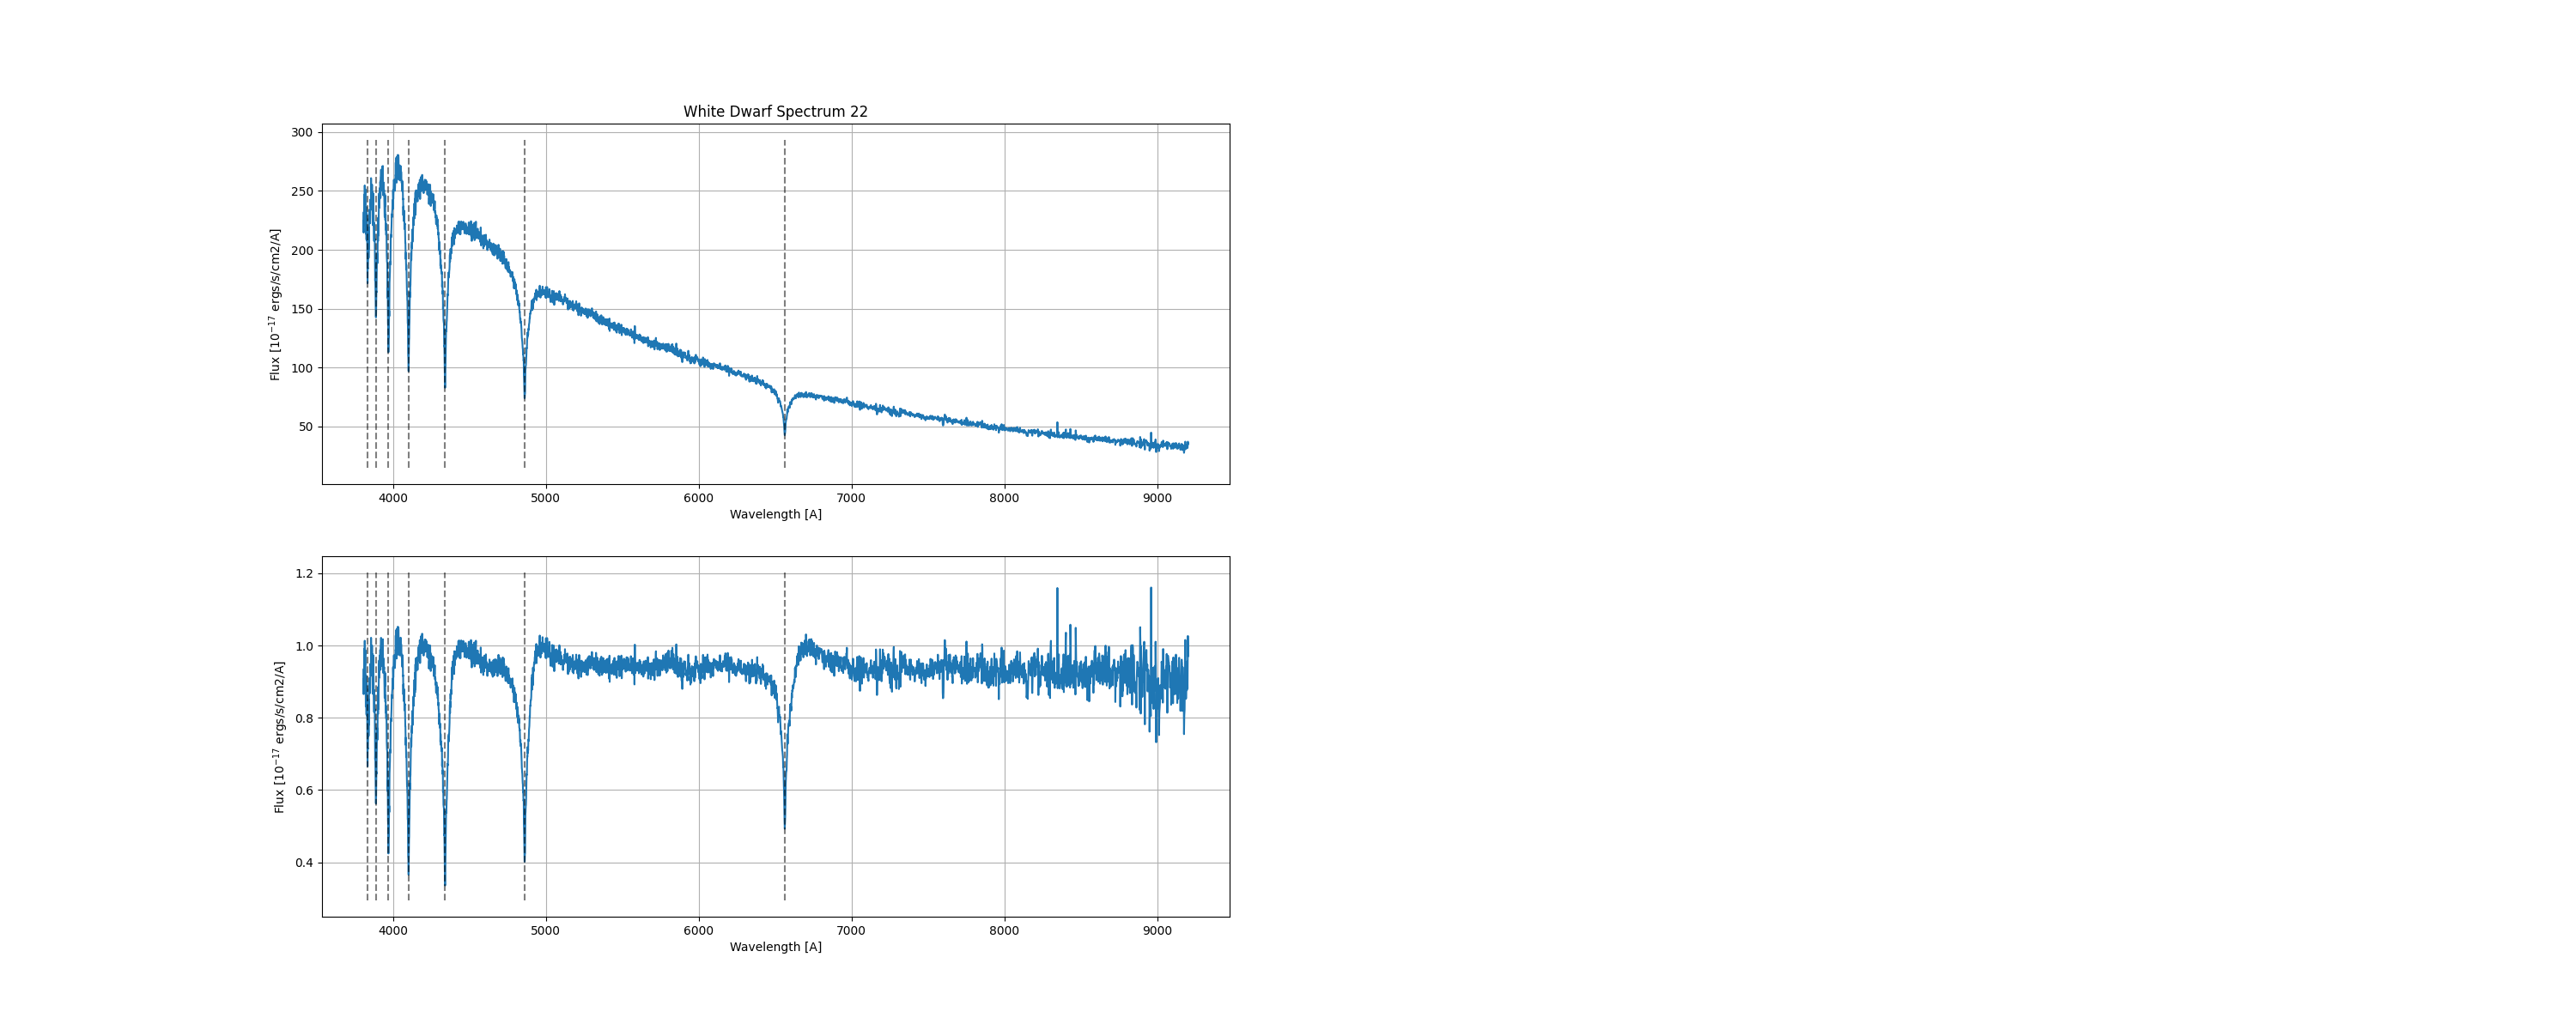 White Dwarf Spectrum 22
300
250
200
150
100
50
Flux [10⁻¹⁷ ergs/s/cm2/A]
4000 5000 6000 7000 8000 9000
Wavelength [A]
1.2
1.0
0.8
0.6
0.4
Flux [10⁻¹⁷ ergs/s/cm2/A]
4000 5000 6000 7000 8000 9000
Wavelength [A]